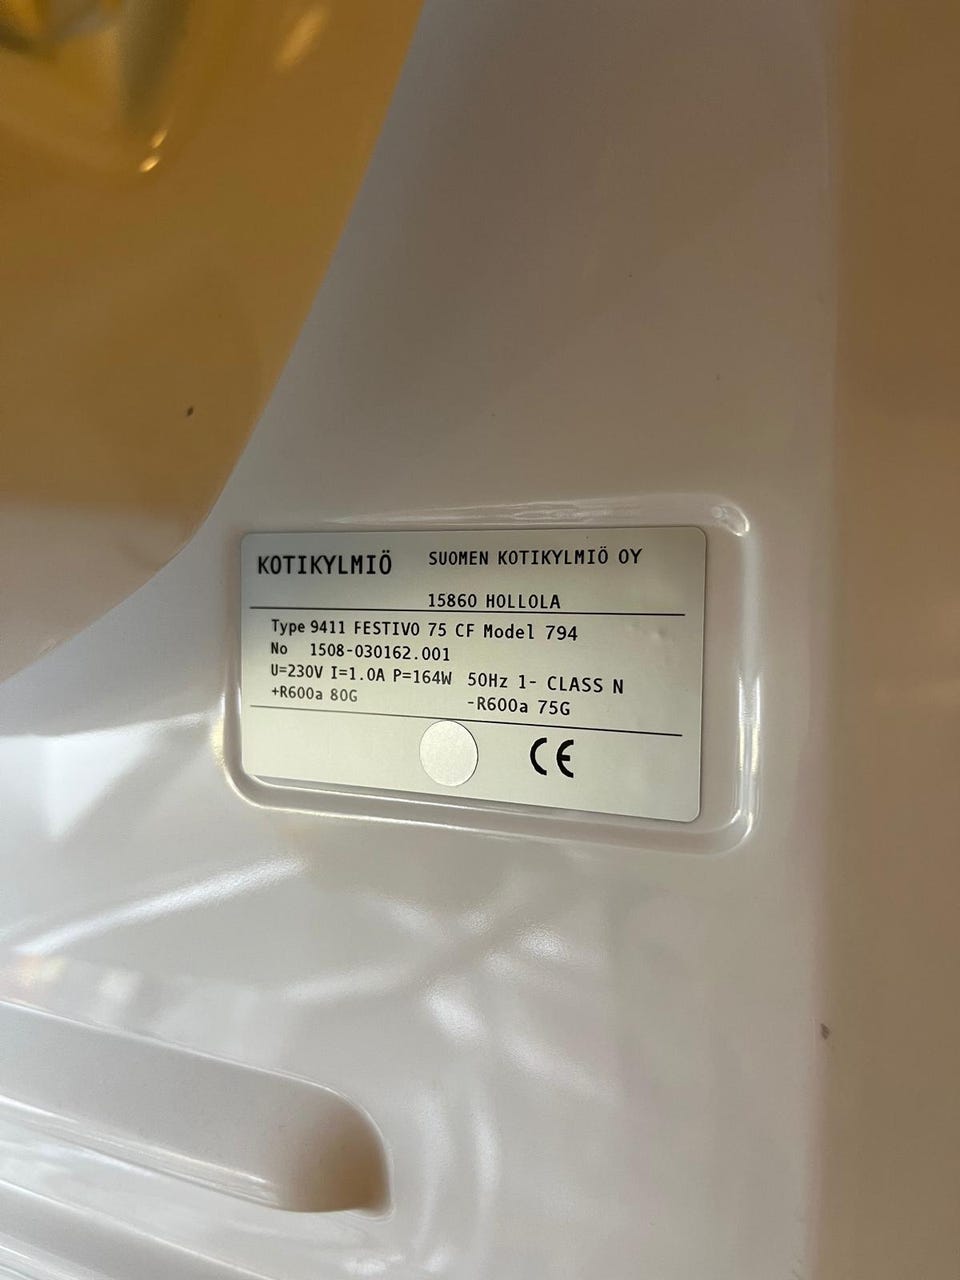 KOTIKYLMIÖ SUOMEN KOTIKYLMIÖ OY
15860 HOLLOLA
Type 9411 FESTIVO 75 CF Model 794
No 1508-030162.001
U=230V I=1.0A P=164W 50Hz 1- CLASS N
+R600a 80G -R600a 75G
CE